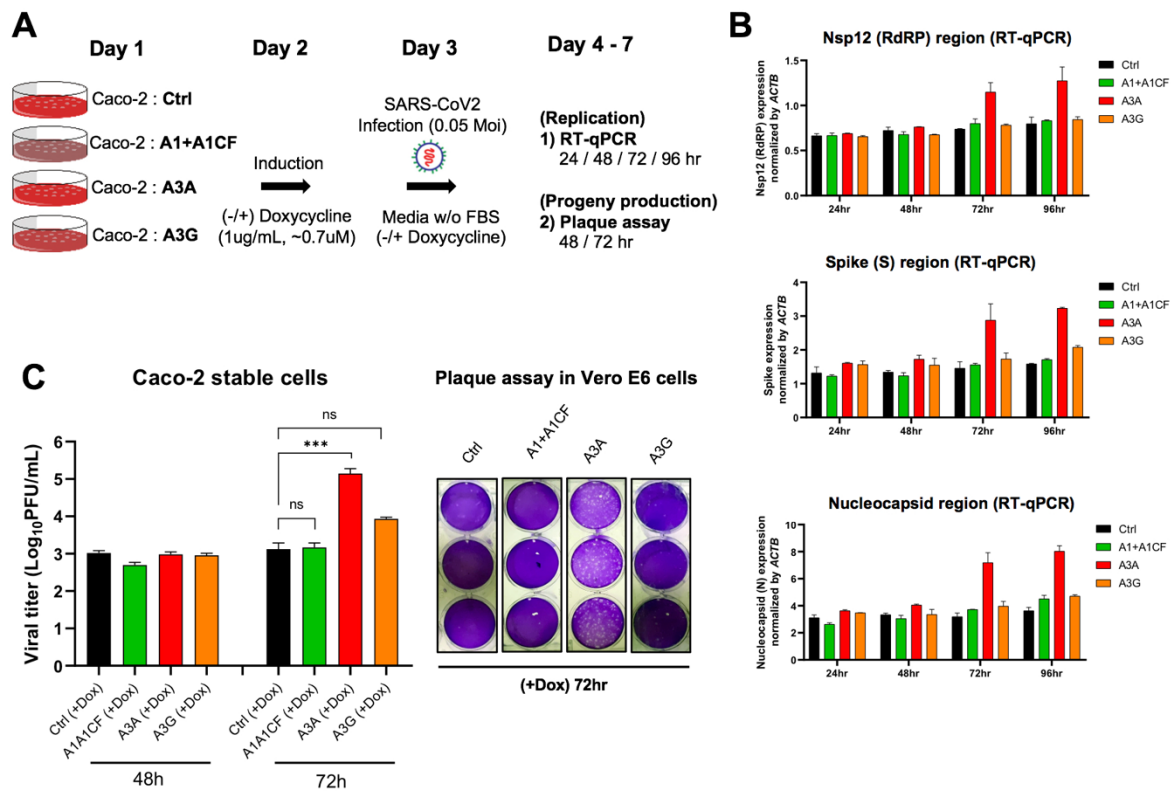 A
Day 1
Day 2
Day 3
Day 4 - 7
Caco-2 : Ctrl
Caco-2 : A1+A1CF
Caco-2 : A3A
Caco-2 : A3G
Induction
(-/+) Doxycycline
(1ug/mL, ~0.7uM)
SARS-CoV2
Infection (0.05 Moi)
Media w/o FBS
(-/+ Doxycycline)
(Replication)
1) RT-qPCR
24 / 48 / 72 / 96 hr
(Progeny production)
2) Plaque assay
48 / 72 hr
B
Nsp12 (RdRP) region (RT-qPCR)
Nsp12 (RdRP) expression
normalized by ACTB
1.5
1.0
0.5
0.0
24hr
48hr
72hr
96hr
Ctrl
A1+A1CF
A3A
A3G
Spike (S) region (RT-qPCR)
Spike expression
normalized by ACTB
4
3
2
1
0
24hr
48hr
72hr
96hr
Ctrl
A1+A1CF
A3A
A3G
Nucleocapsid region (RT-qPCR)
Nucleocapsid (N) expression
normalized by ACTB
10
8
6
4
2
0
24hr
48hr
72hr
96hr
Ctrl
A1+A1CF
A3A
A3G
C
Caco-2 stable cells
Viral titer (Log10PFU/mL)
6
5
4
3
2
1
0
ns
***
ns
Ctrl (+Dox)
A1A1CF (+Dox)
A3A (+Dox)
A3G (+Dox)
Ctrl (+Dox)
A1A1CF (+Dox)
A3A (+Dox)
A3G (+Dox)
48h
72h
Plaque assay in Vero E6 cells
Ctrl
A1+A1CF
A3A
A3G
(+Dox) 72hr